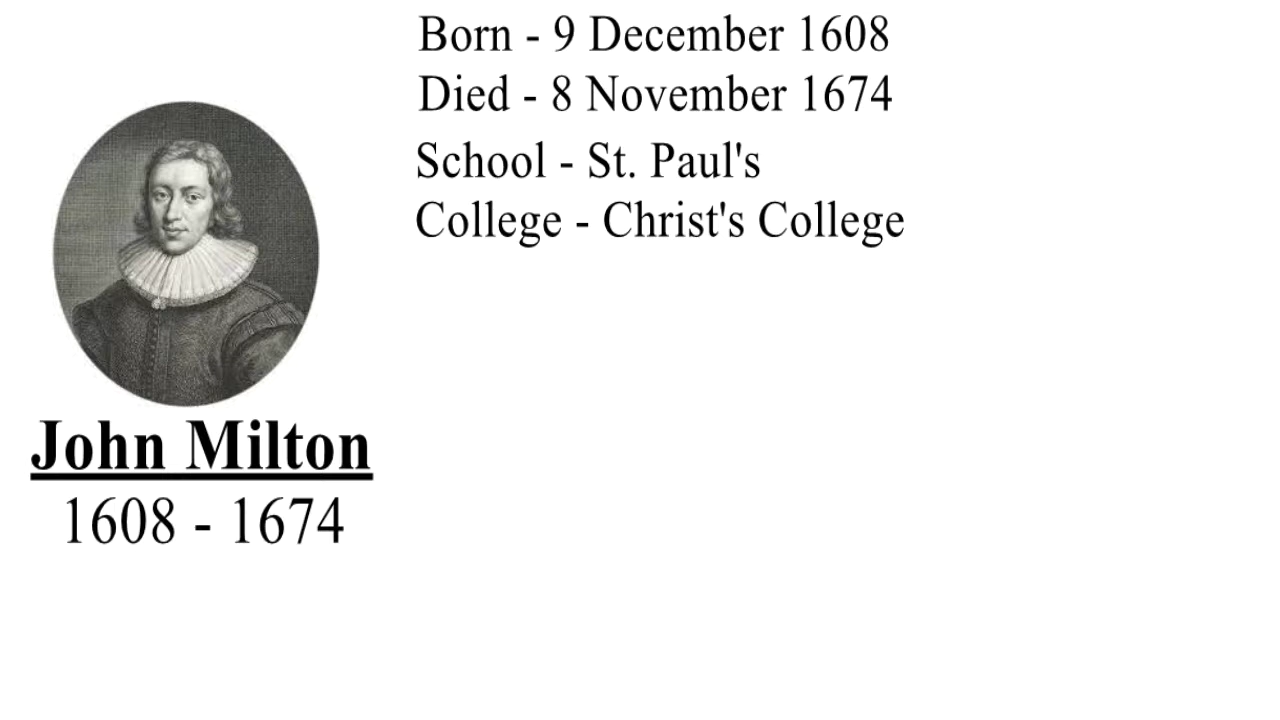 Born - 9 December 1608
Died - 8 November 1674
School - St. Paul's
College - Christ's College
John Milton
1608 - 1674